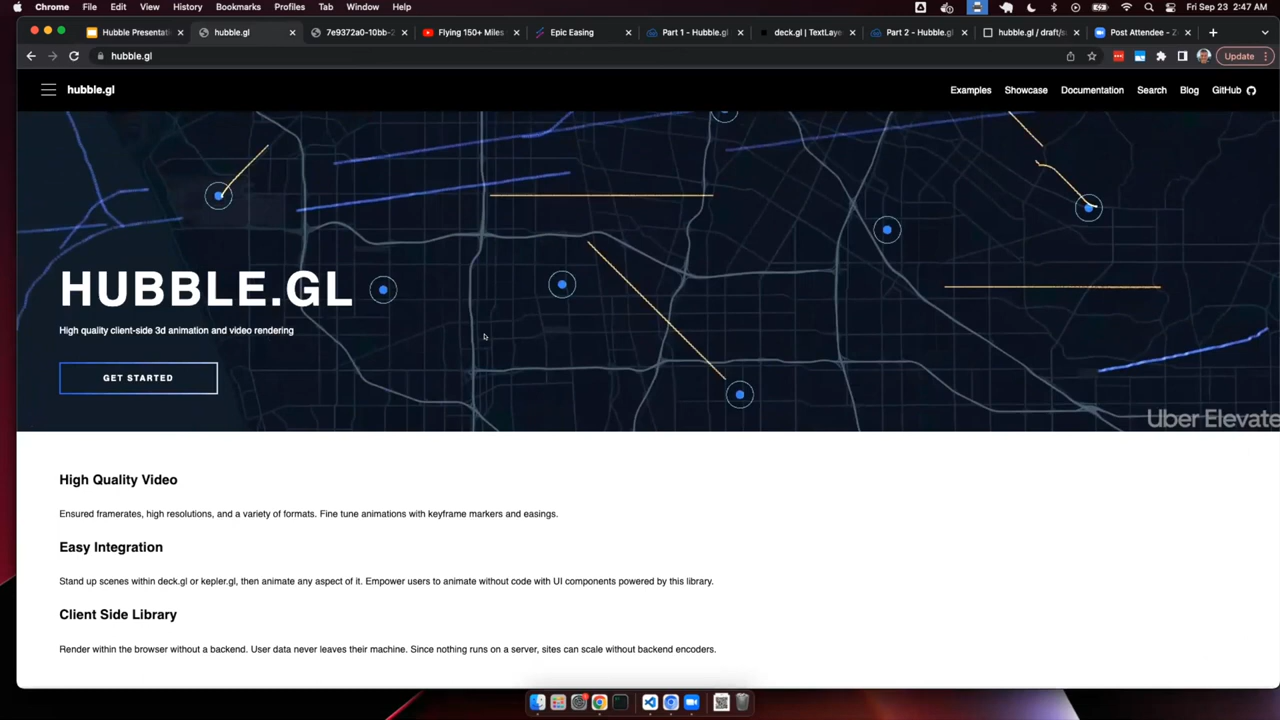 Chrome File Edit View History Bookmarks Profiles Tab Window Help Fri Sep 23 2:47 AM
Hubble Presentati hubble.gl 7e9372a0-10bb-2 Flying 150+ Miles Epic Easing Part 1 - Hubble.gl deck.gl | TextLaye Part 2 - Hubble.gl hubble.gl / draft/s Post Attendee - Z
hubble.gl Update
hubble.gl Examples Showcase Documentation Search Blog GitHub
HUBBLE.GL
High quality client-side 3d animation and video rendering
GET STARTED
Uber Elevate
High Quality Video
Ensured framerates, high resolutions, and a variety of formats. Fine tune animations with keyframe markers and easings.
Easy Integration
Stand up scenes within deck.gl or kepler.gl, then animate any aspect of it. Empower users to animate without code with UI components powered by this library.
Client Side Library
Render within the browser without a backend. User data never leaves their machine. Since nothing runs on a server, sites can scale without backend encoders.